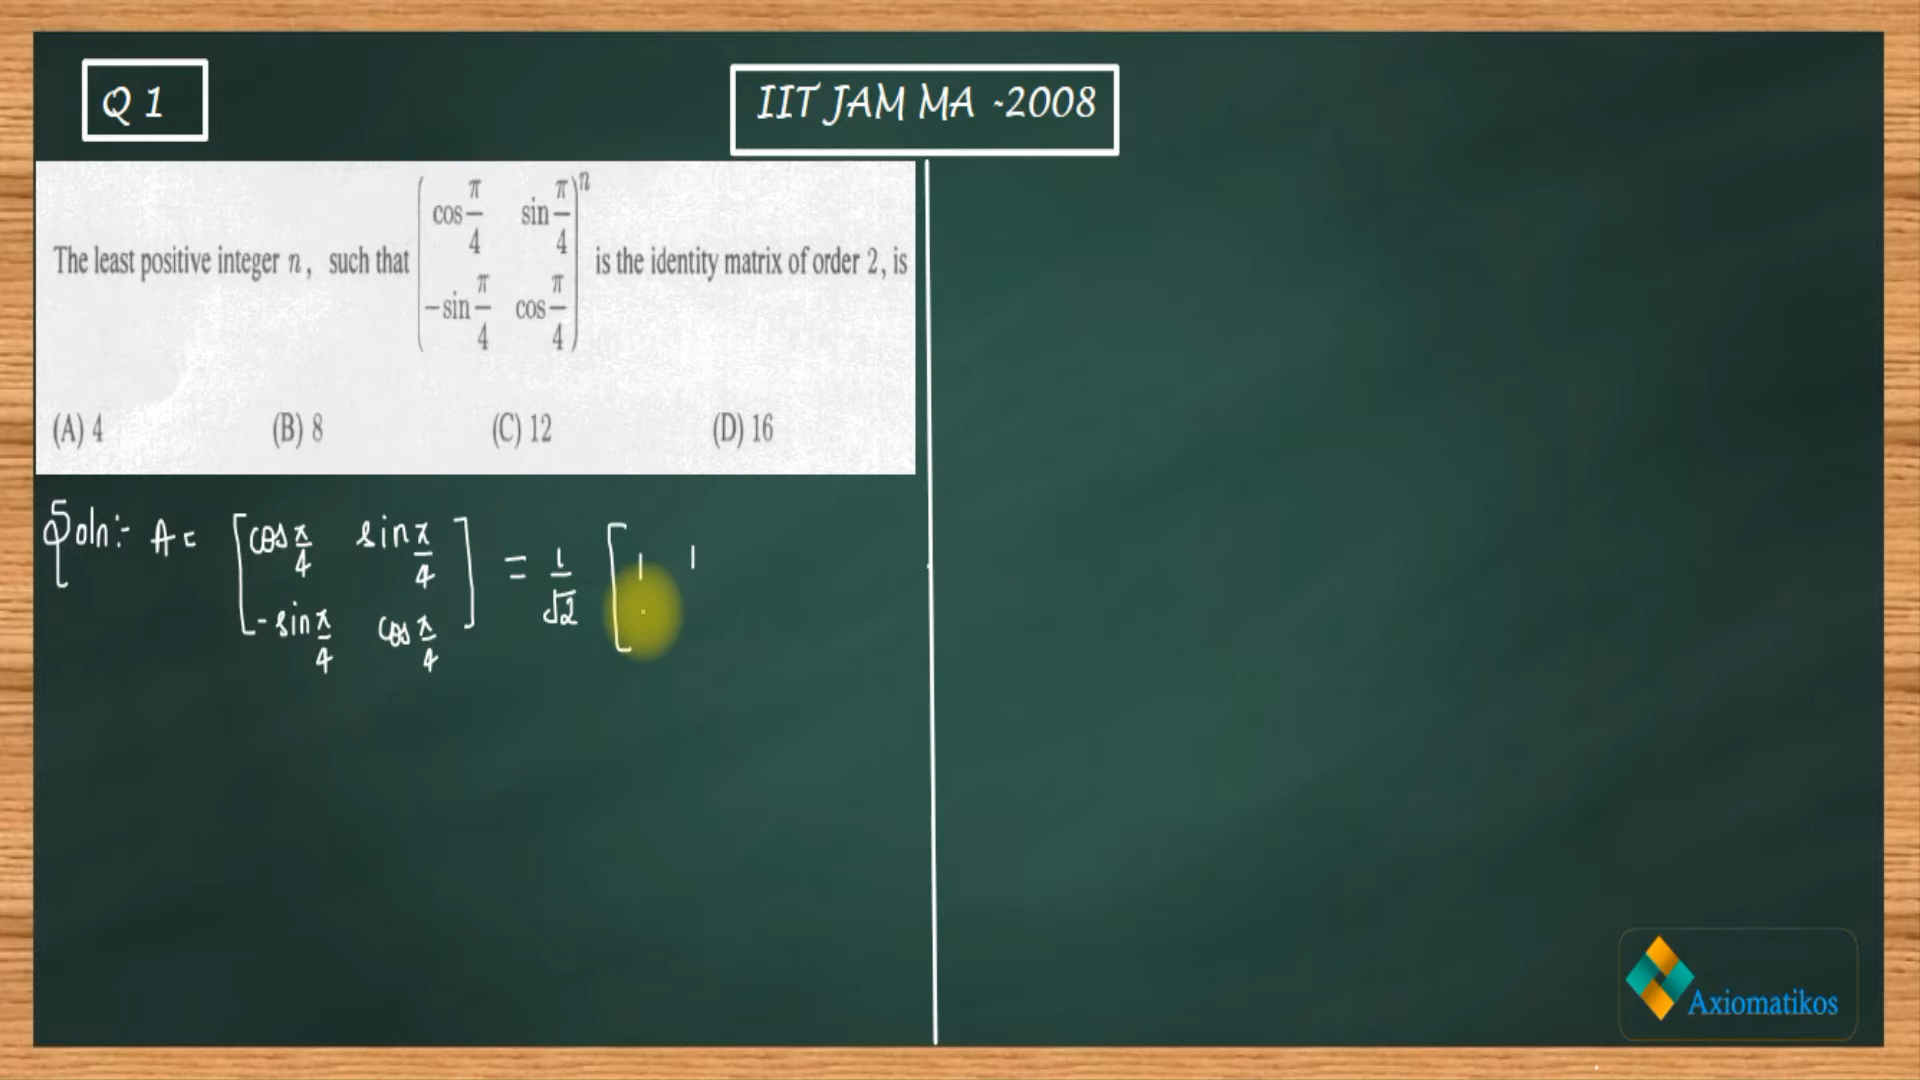 Q 1
IIT JAM MA -2008
The least positive integer n, such that (cos π/4 sin π/4
-sin π/4 cos π/4)^n is the identity matrix of order 2, is
(A) 4 (B) 8 (C) 12 (D) 16
Soln:- A = [cos π/4 sin π/4
-sin π/4 cos π/4] = 1/√2 [1 1
Axiomatikos